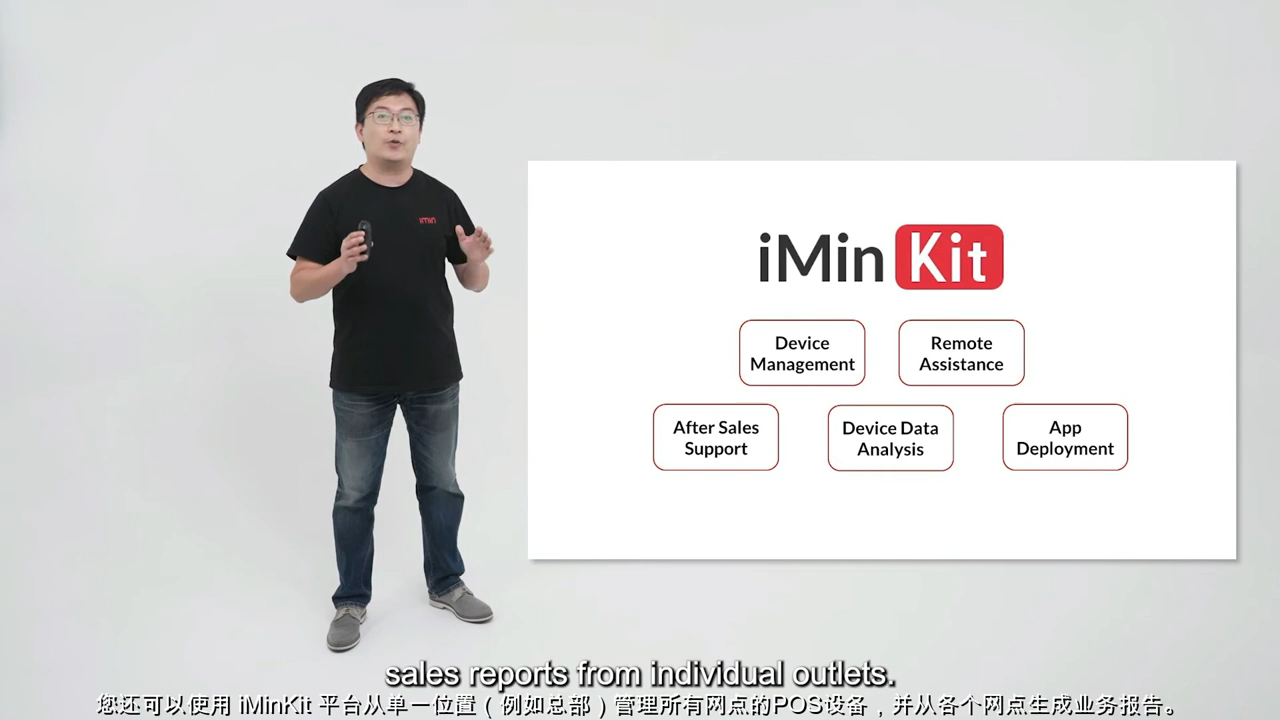 imin
iMin Kit
Device
Management
Remote
Assistance
After Sales
Support
Device Data
Analysis
App
Deployment
sales reports from individual outlets.
您还可以使用 iMinKit 平台从单一位置（例如总部）管理所有网点的POS设备，并从各个网点生成业务报告。